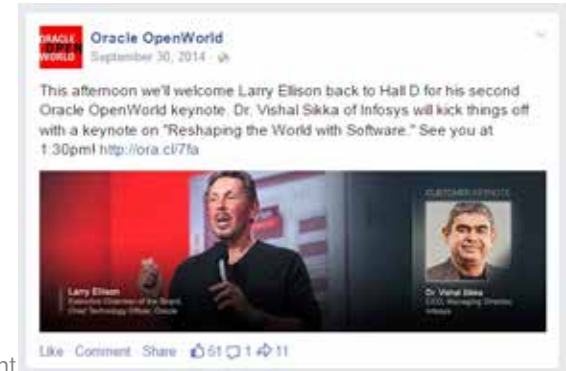 ORACLE
OPEN
WORLD
Oracle OpenWorld
September 30, 2014
This afternoon we'll welcome Larry Ellison back to Hall D for his second
Oracle OpenWorld keynote. Dr. Vishal Sikka of Infosys will kick things off
with a keynote on "Reshaping the World with Software." See you at
1:30pm! http://ora.cl/7fa
CUSTOMER KEYNOTE
Larry Ellison
Executive Chairman of the Board,
Chief Technology Officer, Oracle
Dr. Vishal Sikka
CEO, Managing Director,
Infosys
Like Comment Share 61 1 11
nt